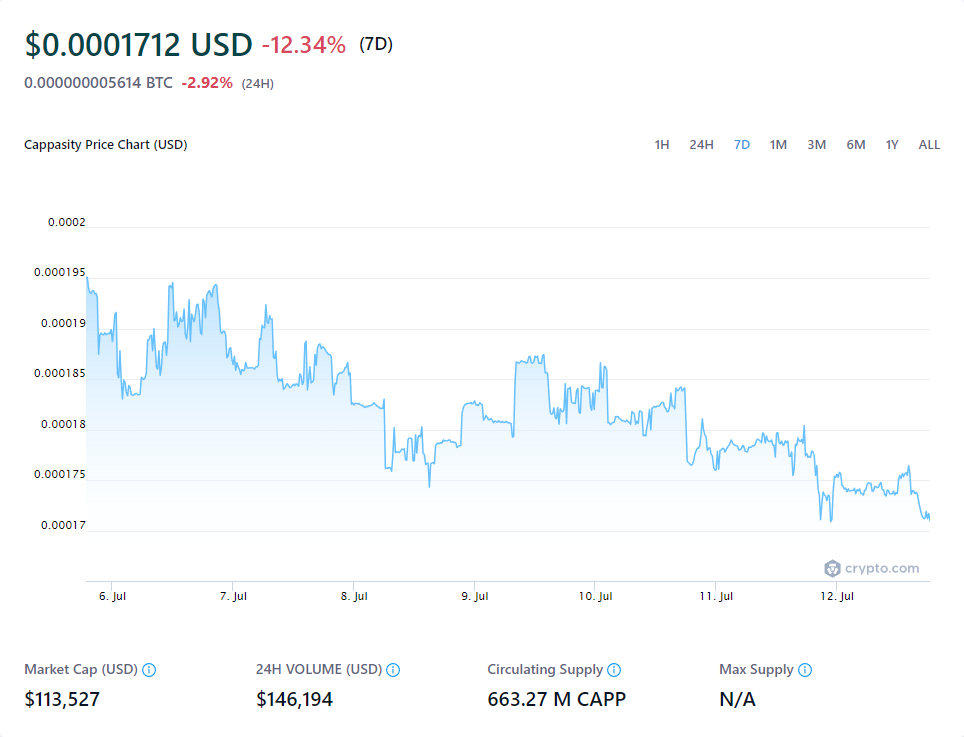 $0.0001712 USD -12.34% (7D)
0.000000005614 BTC -2.92% (24H)
Cappasity Price Chart (USD) 1H 24H 7D 1M 3M 6M 1Y ALL
0.0002
0.000195
0.00019
0.000185
0.00018
0.000175
0.00017
crypto.com
6. Jul 7. Jul 8. Jul 9. Jul 10. Jul 11. Jul 12. Jul
Market Cap (USD) 24H VOLUME (USD) Circulating Supply Max Supply
$113,527 $146,194 663.27 M CAPP N/A